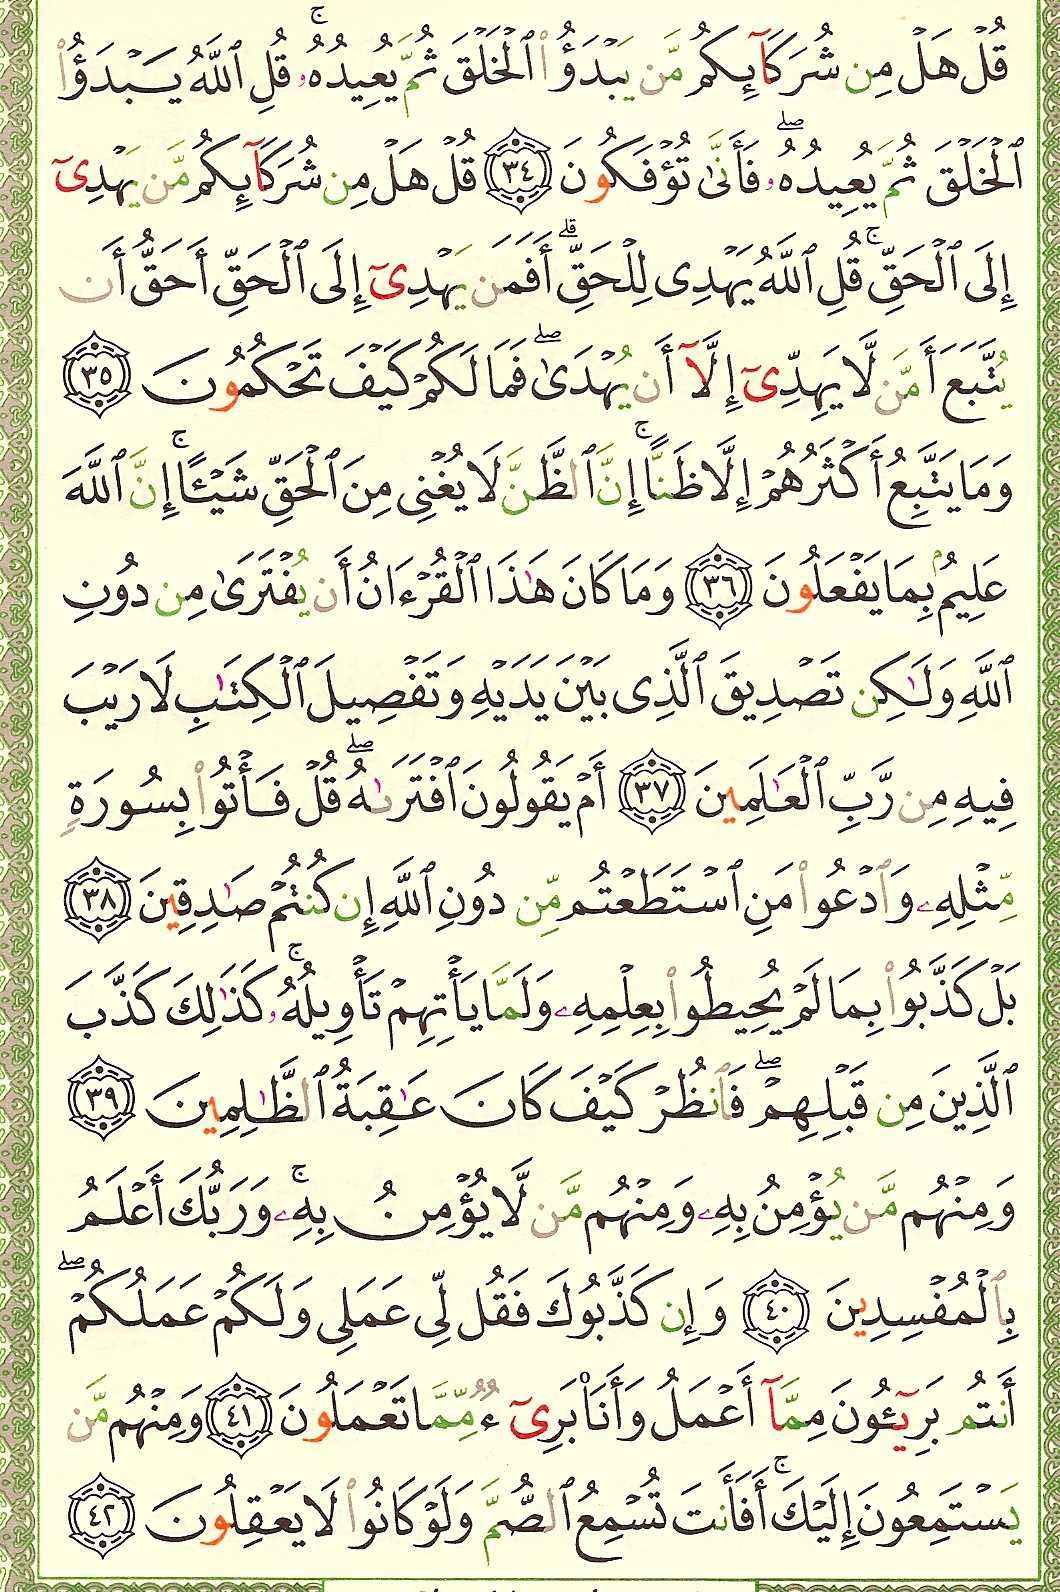 قُلْ هَلْ مِن شُرَكَآئِكُم مَّن يَبْدَؤُا۟ ٱلْخَلْقَ ثُمَّ يُعِيدُهُۥ ۚ قُلِ ٱللَّهُ يَبْدَؤُا۟
ٱلْخَلْقَ ثُمَّ يُعِيدُهُۥ ۖ فَأَنَّىٰ تُؤْفَكُونَ ﴿٣٤﴾ قُلْ هَلْ مِن شُرَكَآئِكُم مَّن يَهْدِىٓ
إِلَى ٱلْحَقِّ ۚ قُلِ ٱللَّهُ يَهْدِى لِلْحَقِّ ۗ أَفَمَن يَهْدِىٓ إِلَى ٱلْحَقِّ أَحَقُّ أَن
يُتَّبَعَ أَمَّن لَّا يَهِدِّىٓ إِلَّآ أَن يُهْدَىٰ ۖ فَمَا لَكُمْ كَيْفَ تَحْكُمُونَ ﴿٣٥﴾
وَمَا يَتَّبِعُ أَكْثَرُهُمْ إِلَّا ظَنًّا ۚ إِنَّ ٱلظَّنَّ لَا يُغْنِى مِنَ ٱلْحَقِّ شَيْـًٔا ۚ إِنَّ ٱللَّهَ
عَلِيمٌۢ بِمَا يَفْعَلُونَ ﴿٣٦﴾ وَمَا كَانَ هَـٰذَا ٱلْقُرْءَانُ أَن يُفْتَرَىٰ مِن دُونِ
ٱللَّهِ وَلَـٰكِن تَصْدِيقَ ٱلَّذِى بَيْنَ يَدَيْهِ وَتَفْصِيلَ ٱلْكِتَـٰبِ لَا رَيْبَ
فِيهِ مِن رَّبِّ ٱلْعَـٰلَمِينَ ﴿٣٧﴾ أَمْ يَقُولُونَ ٱفْتَرَىٰهُ ۖ قُلْ فَأْتُوا۟ بِسُورَةٍ
مِّثْلِهِۦ وَٱدْعُوا۟ مَنِ ٱسْتَطَعْتُم مِّن دُونِ ٱللَّهِ إِن كُنتُمْ صَـٰدِقِينَ ﴿٣٨﴾
بَلْ كَذَّبُوا۟ بِمَا لَمْ يُحِيطُوا۟ بِعِلْمِهِۦ وَلَمَّا يَأْتِهِمْ تَأْوِيلُهُۥ ۚ كَذَٰلِكَ كَذَّبَ
ٱلَّذِينَ مِن قَبْلِهِمْ ۖ فَٱنظُرْ كَيْفَ كَانَ عَـٰقِبَةُ ٱلظَّـٰلِمِينَ ﴿٣٩﴾
وَمِنْهُم مَّن يُؤْمِنُ بِهِۦ وَمِنْهُم مَّن لَّا يُؤْمِنُ بِهِۦ ۚ وَرَبُّكَ أَعْلَمُ
بِٱلْمُفْسِدِينَ ﴿٤٠﴾ وَإِن كَذَّبُوكَ فَقُل لِّى عَمَلِى وَلَكُمْ عَمَلُكُمْ ۖ
أَنتُم بَرِيٓـُٔونَ مِمَّآ أَعْمَلُ وَأَنَا۠ بَرِىٓءٌ مِّمَّا تَعْمَلُونَ ﴿٤١﴾ وَمِنْهُم مَّن
يَسْتَمِعُونَ إِلَيْكَ ۚ أَفَأَنتَ تُسْمِعُ ٱلصُّمَّ وَلَوْ كَانُوا۟ لَا يَعْقِلُونَ ﴿٤٢﴾